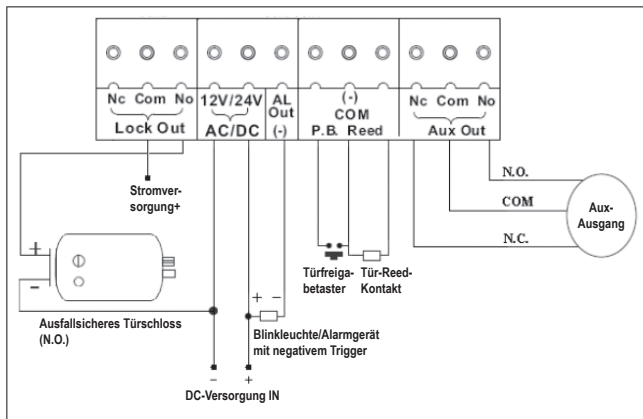 Nc Com No
12V/24V
AL
Out
(-)
(-)
COM
P.B. Reed
Nc Com No
Lock Out
AC/DC
Aux Out
N.O.
COM
N.C.
Aux-
Ausgang
Stromver-
sorgung+
+
–
Türfreiga-
betaster
Tür-Reed-
Kontakt
Ausfallsicheres Türschloss
(N.O.)
+ –
Blinkleuchte/Alarmgerät
mit negativem Trigger
– +
DC-Versorgung IN